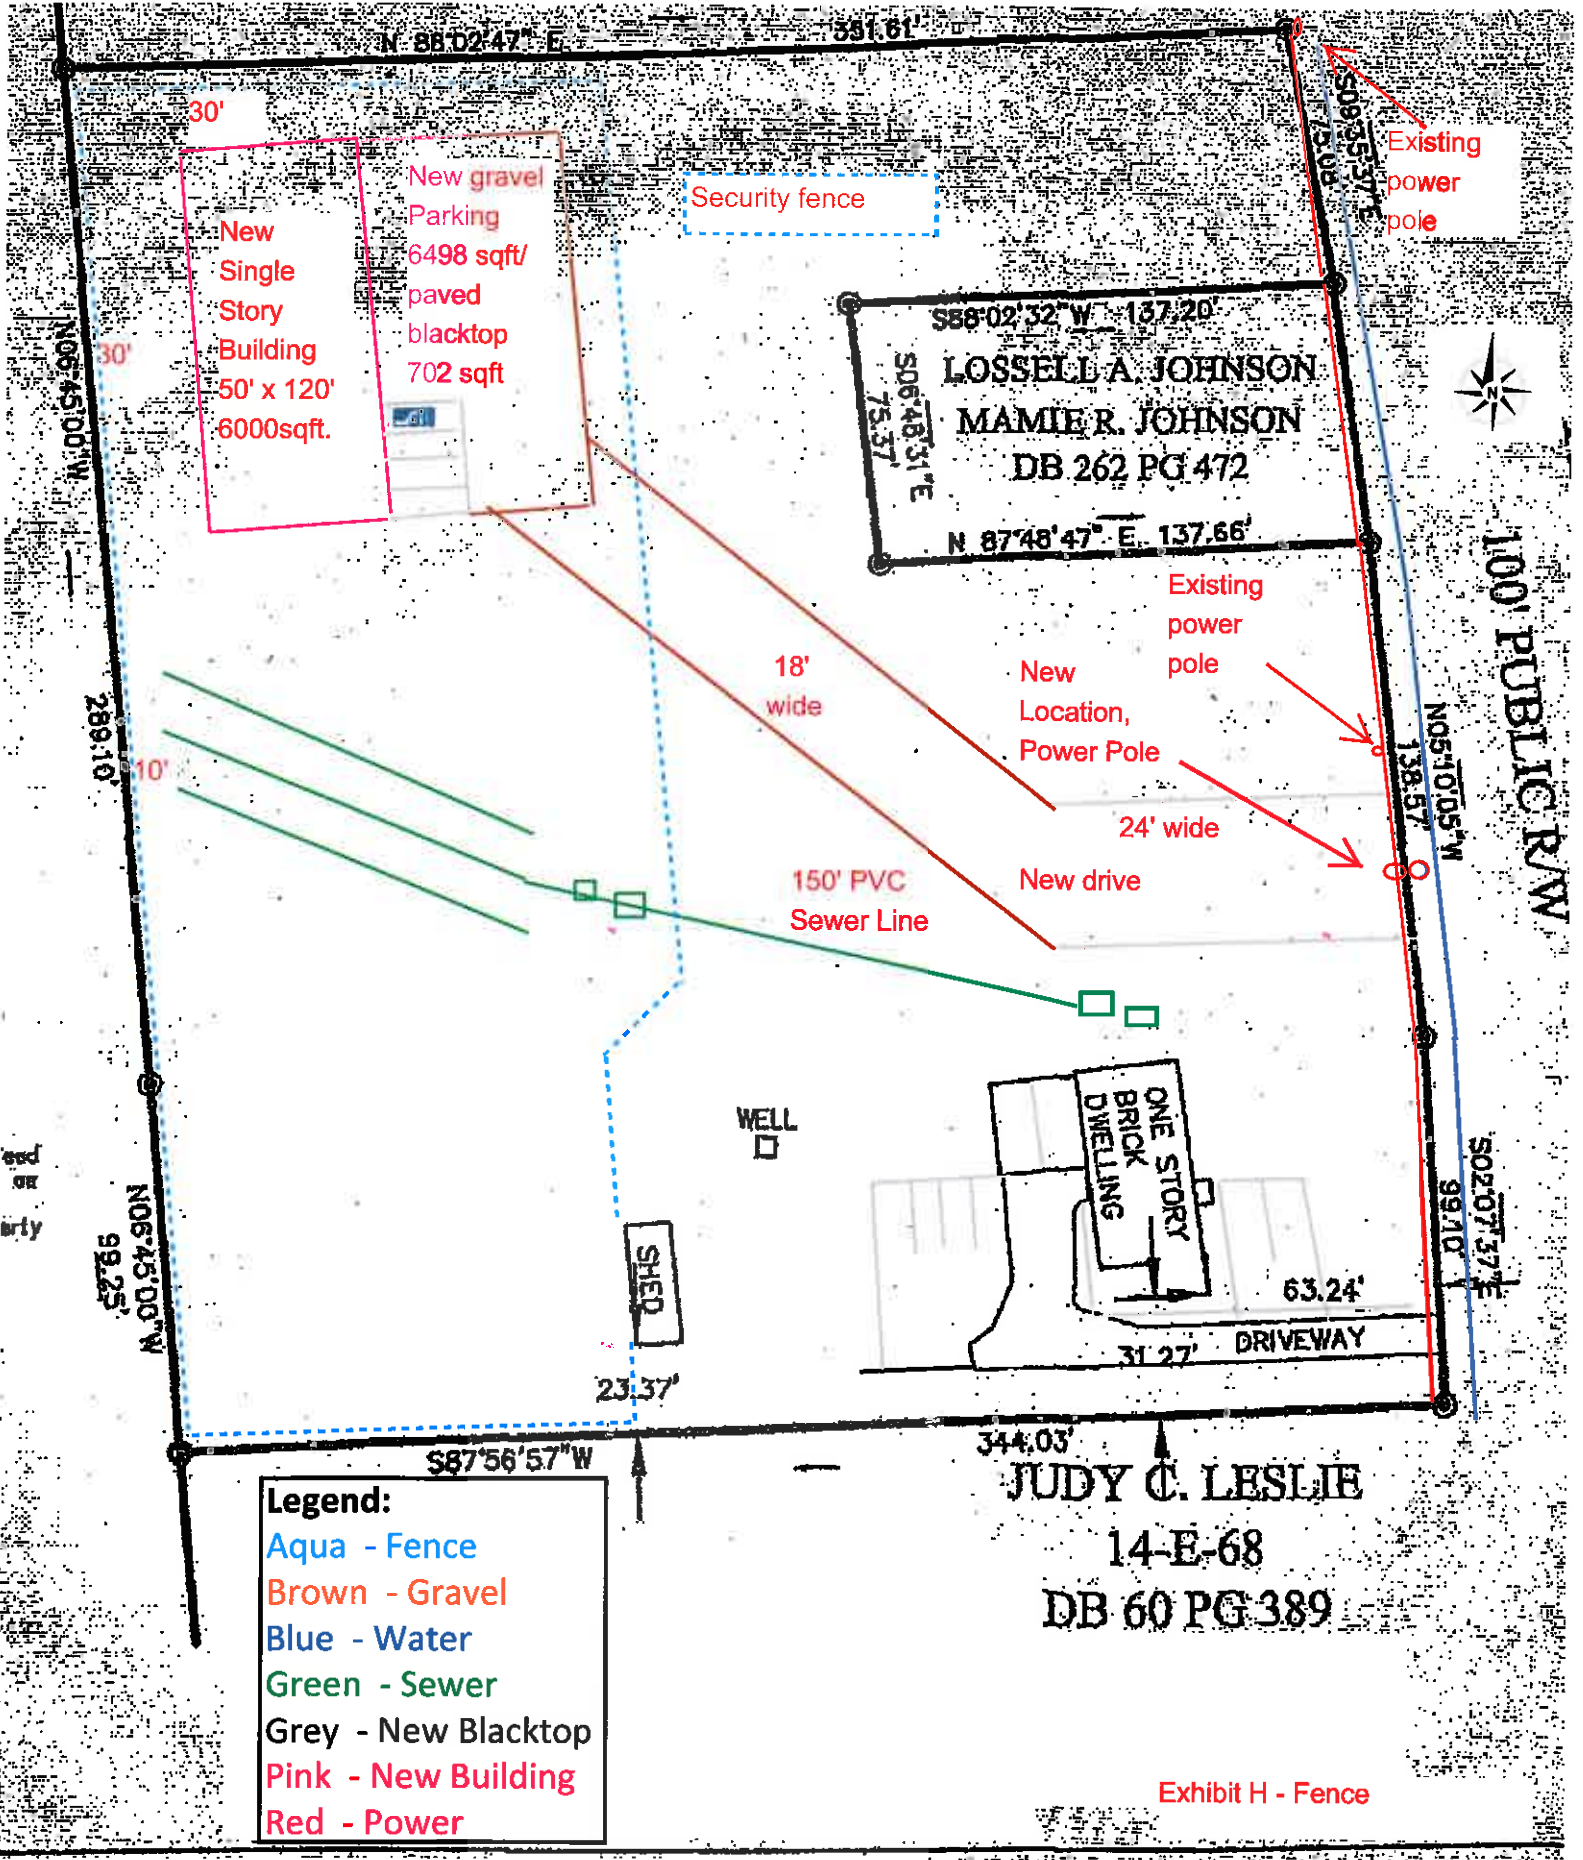 N 88°02'47" E
351.61'
30'
New gravel
Parking
6498 sqft/
paved
blacktop
702 sqft
Security fence
S08°55'37"E
75.08'
Existing
power
pole
New
Single
Story
Building
50' x 120'
6000sqft.
30'
N06°45'00"W
289.10'
S88°02'32"W 137.20'
LOSSELL A. JOHNSON
MAMIE R. JOHNSON
DB 262 PG 472
S06°48'31"E
75.37'
N 87°48'47" E 137.66'
N
100' PUBLIC R/W
Existing
power
pole
18'
wide
New
Location,
Power Pole
N05°10'05"W
138.57'
10'
24' wide
150' PVC
Sewer Line
New drive
WELL
ONE STORY
BRICK
DWELLING
S02°07'37"E
99.10'
N06°45'00"W
99.25'
SHED
63.24'
DRIVEWAY
31.27'
23.37'
S87°56'57"W
344.03'
JUDY C. LESLIE
14-E-68
DB 60 PG 389
Legend:
Aqua - Fence
Brown - Gravel
Blue - Water
Green - Sewer
Grey - New Blacktop
Pink - New Building
Red - Power
Exhibit H - Fence